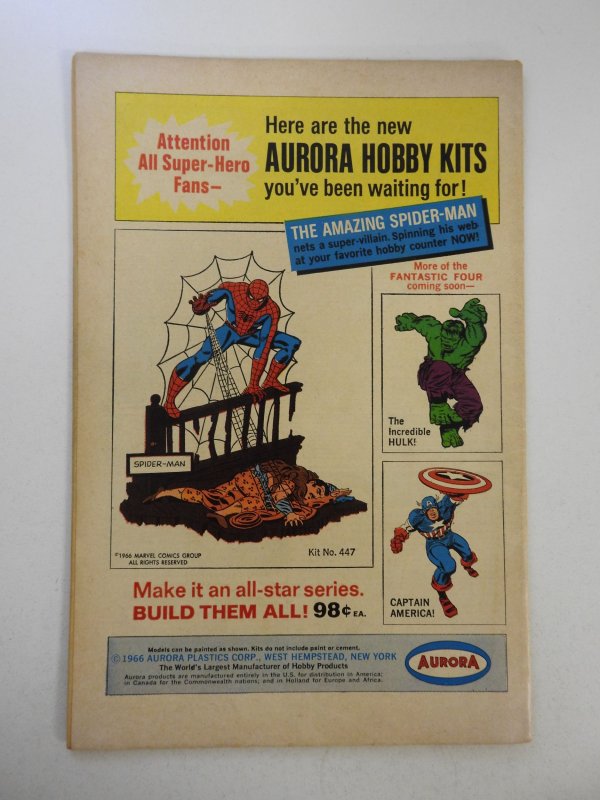 Attention
All Super-Hero
Fans—
Here are the new
AURORA HOBBY KITS
you've been waiting for!
THE AMAZING SPIDER-MAN
nets a super-villain. Spinning his web
at your favorite hobby counter NOW!
More of the
FANTASTIC FOUR
coming soon—
The
Incredible
HULK!
SPIDER-MAN
©1966 MARVEL COMICS GROUP
ALL RIGHTS RESERVED
Kit No. 447
CAPTAIN
AMERICA!
Make it an all-star series.
BUILD THEM ALL! 98¢ EA.
Models can be painted as shown. Kits do not include paint or cement.
©1966 AURORA PLASTICS CORP., WEST HEMPSTEAD, NEW YORK
The World's Largest Manufacturer of Hobby Products
Aurora products are manufactured entirely in the U.S. for distribution in America;
in Canada for the Commonwealth nations; and in Holland for Europe and Africa.
AURORA